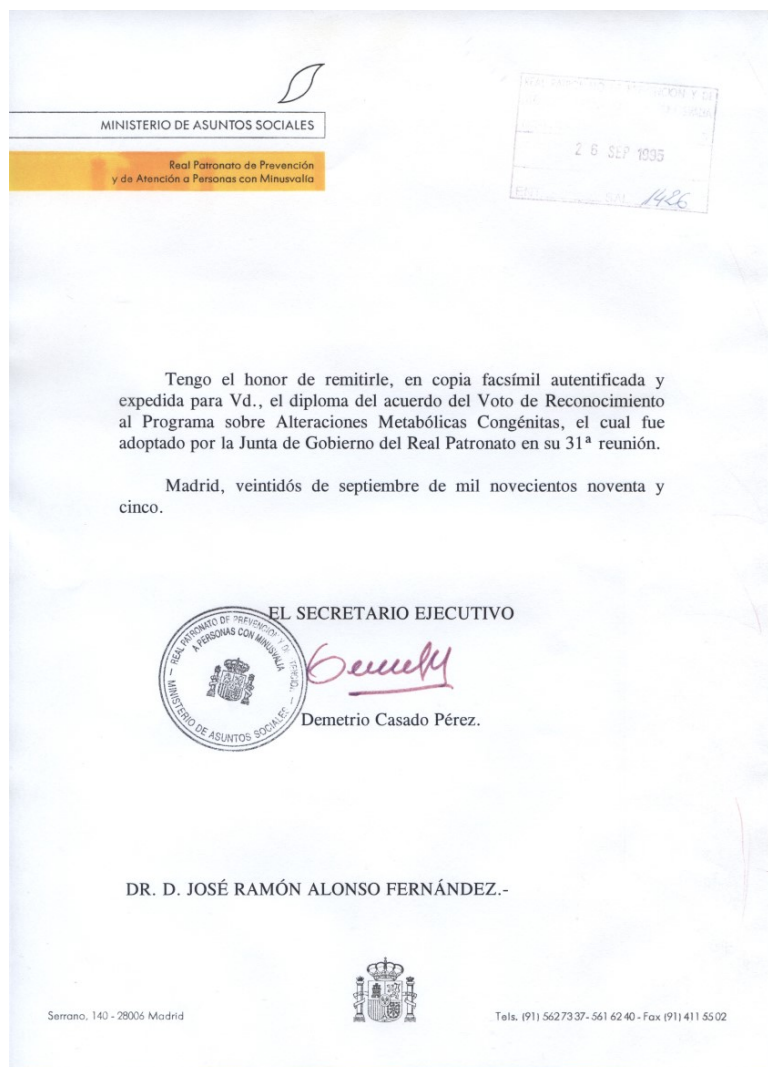 MINISTERIO DE ASUNTOS SOCIALES
Real Patronato de Prevención
y de Atención a Personas con Minusvalía
26 SEP 1995
1426
Tengo el honor de remitirle, en copia facsímil autentificada y
expedida para Vd., el diploma del acuerdo del Voto de Reconocimiento
al Programa sobre Alteraciones Metabólicas Congénitas, el cual fue
adoptado por la Junta de Gobierno del Real Patronato en su 31ª reunión.
Madrid, veintidós de septiembre de mil novecientos noventa y
cinco.
EL SECRETARIO EJECUTIVO
REAL PATRONATO DE PREVENCION Y DE ATENCION
A PERSONAS CON MINUSVALIA
MINISTERIO DE ASUNTOS SOCIALES
Demetrio Casado Pérez.
DR. D. JOSÉ RAMÓN ALONSO FERNÁNDEZ.-
Serrano, 140 - 28006 Madrid
Tels. (91) 562 73 37 - 561 62 40 - Fax (91) 411 55 02